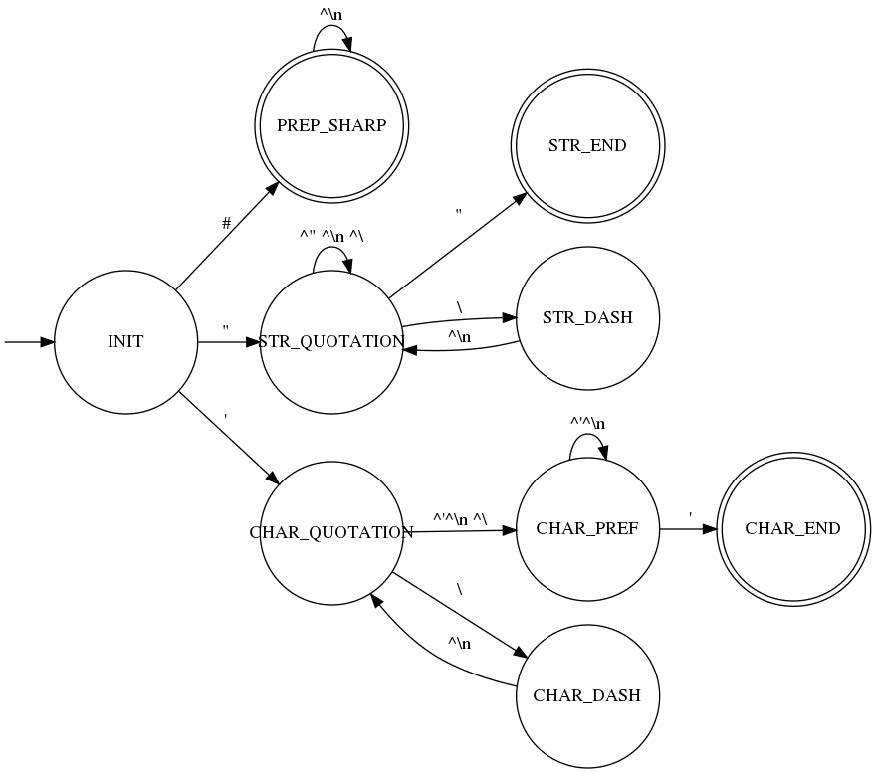 ^\n
PREP_SHARP
STR_END
#
"
^" ^\n ^\
INIT
"
STR_QUOTATION
\
STR_DASH
^\n
'
^'^\n
CHAR_QUOTATION
^'^\n ^\
CHAR_PREF
'
CHAR_END
\
^\n
CHAR_DASH